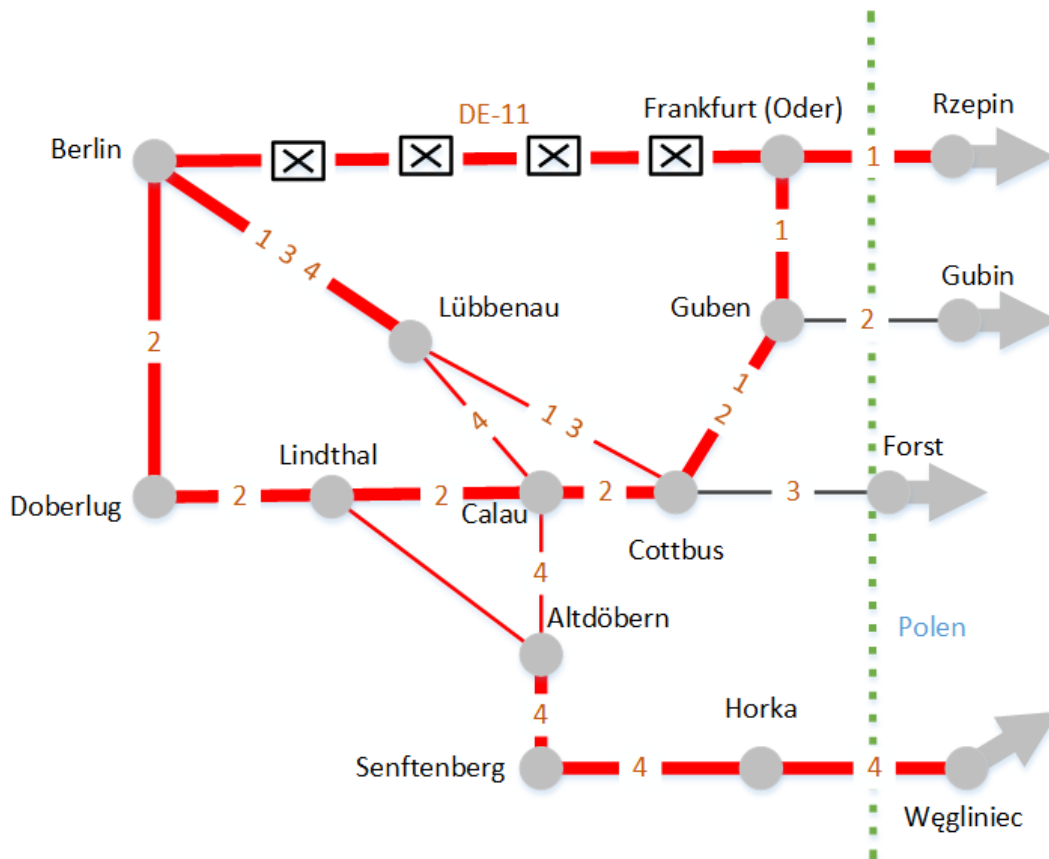 DE-11
Frankfurt (Oder)
Rzepin
Berlin
1
1
1 3 4
Lübbenau
Guben
Gubin
2
2
1
2
4
1 3
Lindthal
Forst
Doberlug
2
2
Calau
2
3
Cottbus
4
Altdöbern
Polen
4
Horka
Senftenberg
4
4
Węgliniec